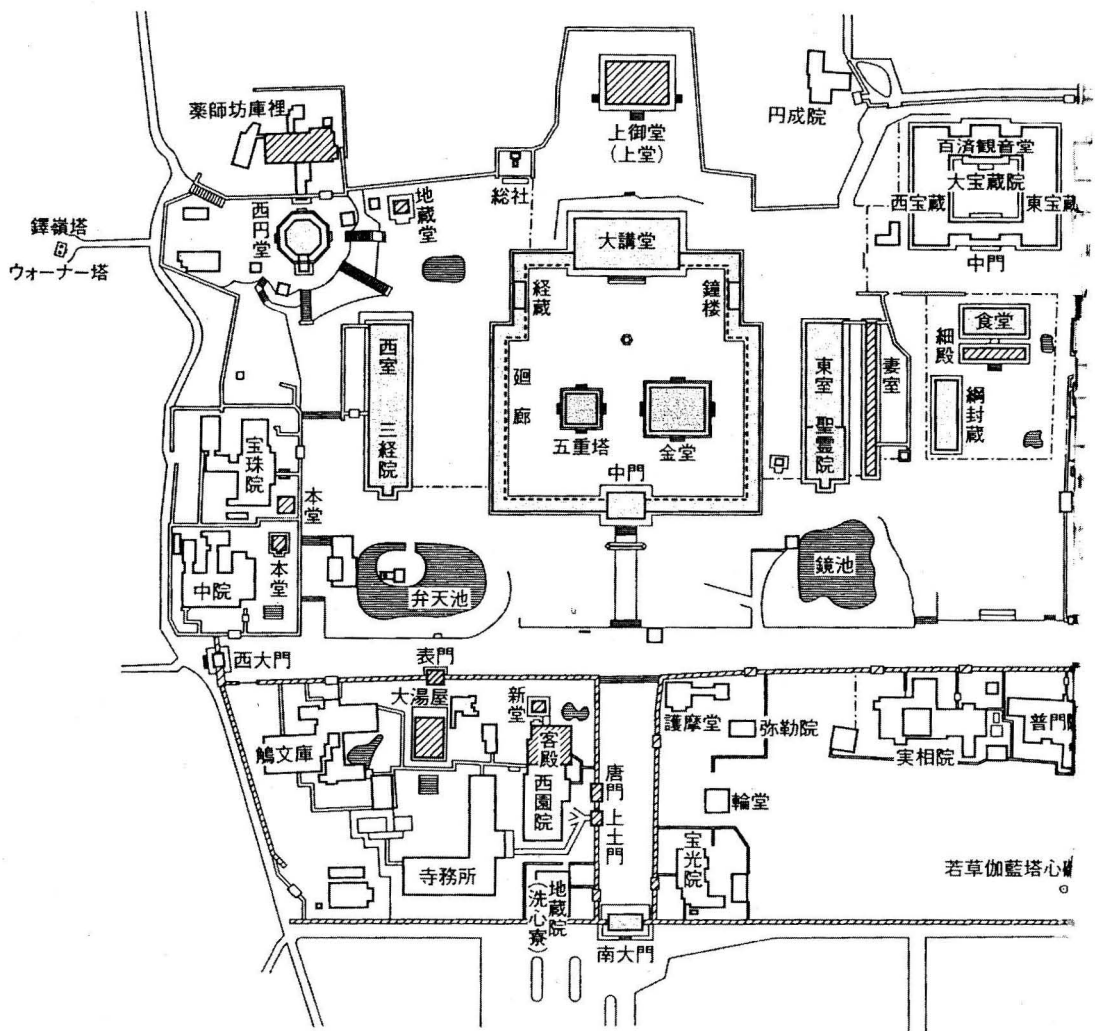 薬師坊庫裡
上御堂
(上堂)
円成院
百済観音堂
大宝蔵院
西宝蔵
東宝蔵
中門
総社
地蔵堂
西円堂
鐸嶺塔
ウォーナー塔
大講堂
経蔵
鐘楼
食堂
細殿
綱封蔵
西室
三経院
廻廊
五重塔
金堂
中門
東室
聖霊院
妻室
宝珠院
本堂
中院
本堂
弁天池
鏡池
西大門
表門
大湯屋
新堂
客殿
西園院
鵤文庫
唐門
上土門
護摩堂
弥勒院
実相院
普門
輪堂
宝光院
寺務所
地蔵院
(洗心寮)
南大門
若草伽藍塔心